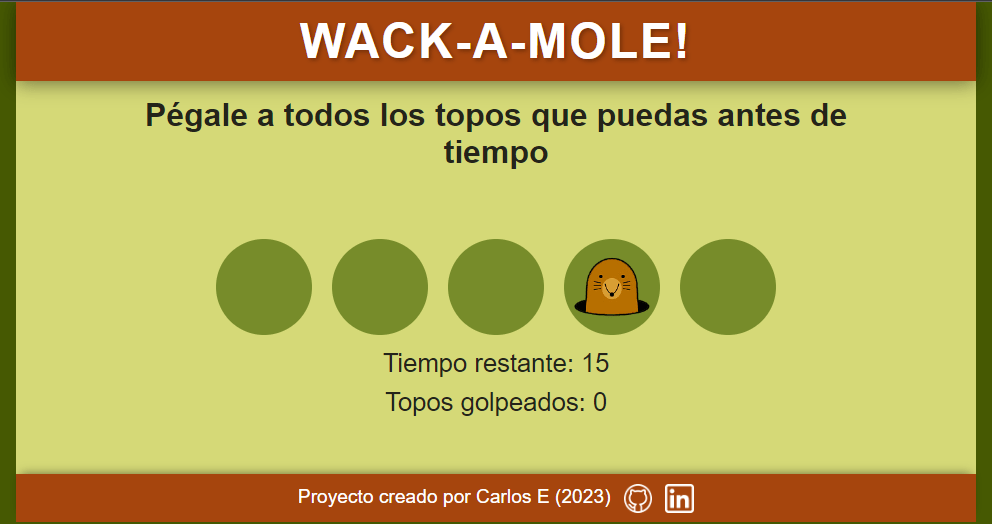 WACK-A-MOLE!
Pégale a todos los topos que puedas antes de
tiempo
Tiempo restante: 15
Topos golpeados: 0
Proyecto creado por Carlos E (2023) in